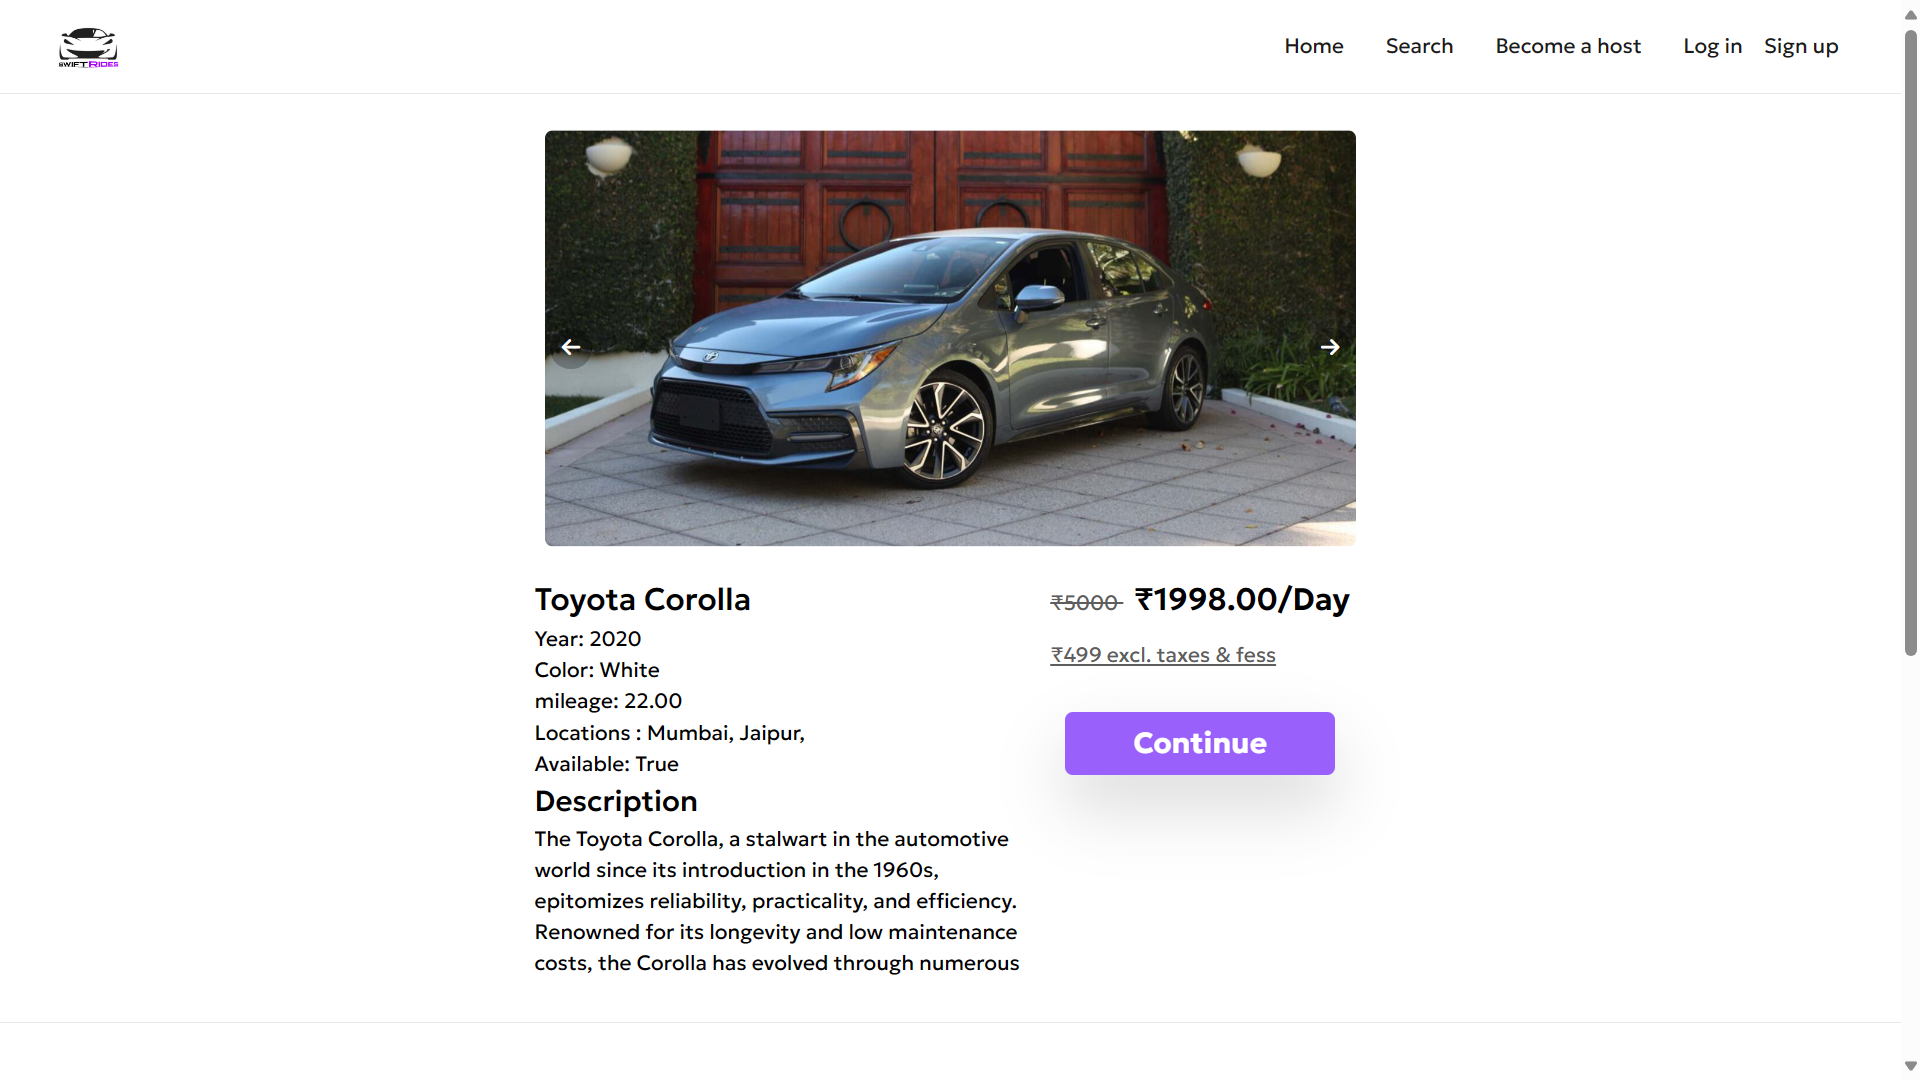 SWIFTRIDES
Home
Search
Become a host
Log in
Sign up
Toyota Corolla
Year: 2020
Color: White
mileage: 22.00
Locations : Mumbai, Jaipur,
Available: True
Description
The Toyota Corolla, a stalwart in the automotive
world since its introduction in the 1960s,
epitomizes reliability, practicality, and efficiency.
Renowned for its longevity and low maintenance
costs, the Corolla has evolved through numerous
₹5000 ₹1998.00/Day
₹499 excl. taxes & fess
Continue